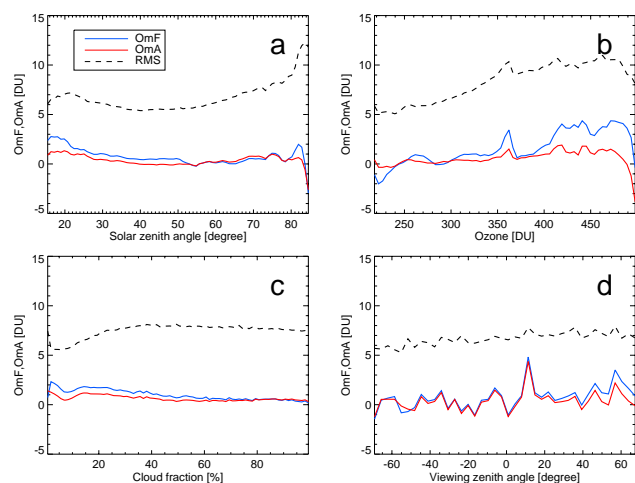 a
OmF
OmA
RMS
OmF,OmA [DU]
15
10
5
0
-5
20 30 40 50 60 70 80
Solar zenith angle [degree]
b
OmF,OmA [DU]
15
10
5
0
-5
250 300 350 400 450
Ozone [DU]
c
OmF,OmA [DU]
15
10
5
0
-5
20 40 60 80
Cloud fraction [%]
d
OmF,OmA [DU]
15
10
5
0
-5
-60 -40 -20 0 20 40 60
Viewing zenith angle [degree]